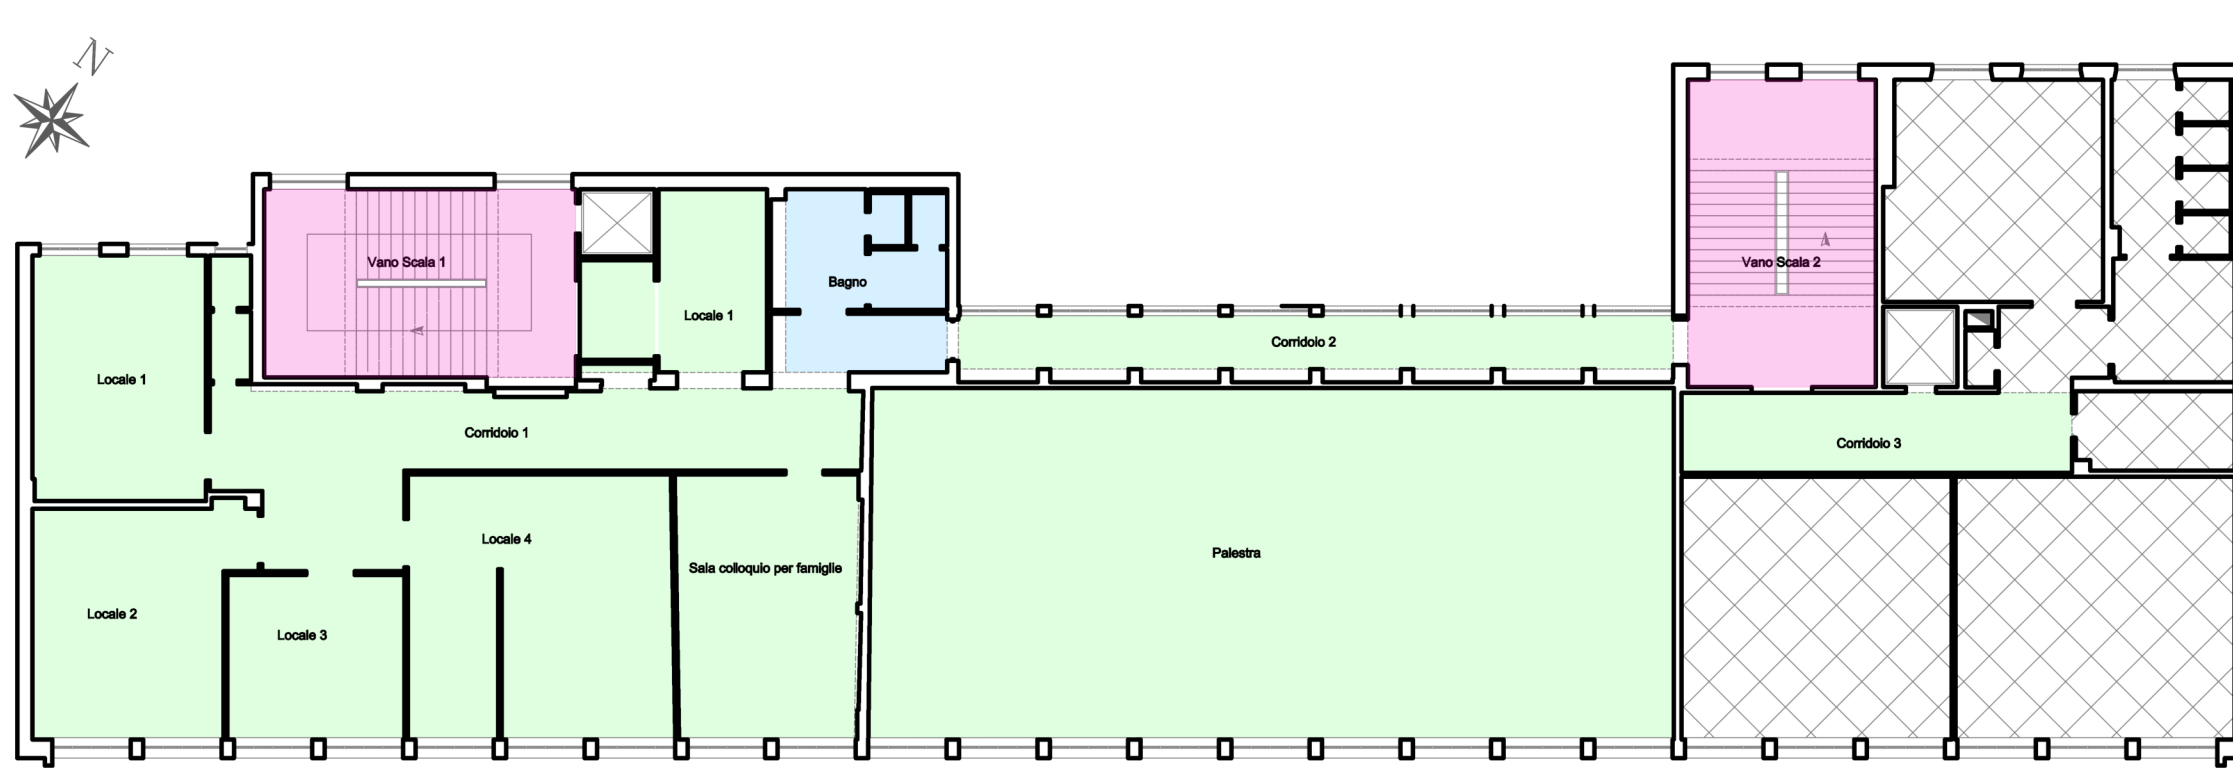 N
Vano Scala 1
Vano Scala 2
Bagno
Locale 1
Corridoio 2
Locale 1
Corridoio 1
Corridoio 3
Locale 4
Palestra
Sala colloquio per famiglie
Locale 2
Locale 3